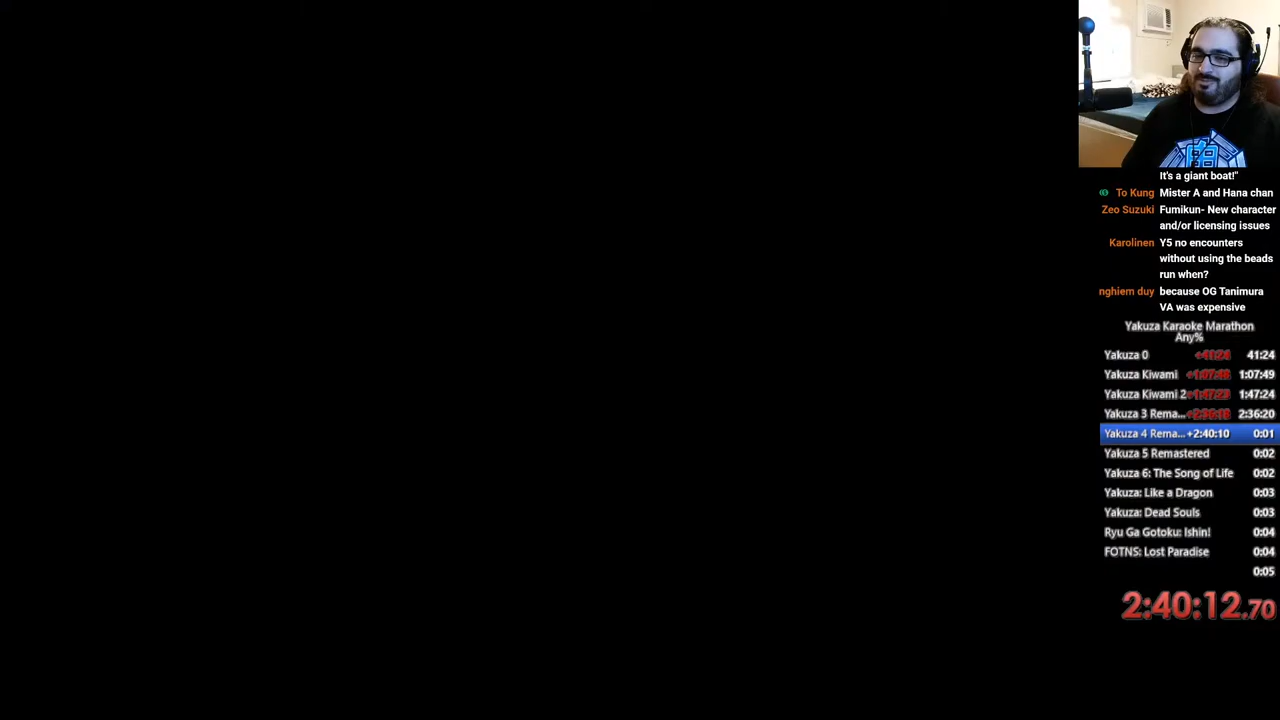 It's a giant boat!"
To Kung Mister A and Hana chan
Zeo Suzuki Fumikun- New character
and/or licensing issues
Karolinen Y5 no encounters
without using the beads
run when?
nghiem duy because OG Tanimura
VA was expensive
Yakuza Karaoke Marathon
Any%
Yakuza 0 +41:24 41:24
Yakuza Kiwami 1:07:49
Yakuza Kiwami 2 1:47:24
Yakuza 3 Rema... 2:36:20
Yakuza 4 Rema... +2:40:10 0:01
Yakuza 5 Remastered 0:02
Yakuza 6: The Song of Life 0:02
Yakuza: Like a Dragon 0:03
Yakuza: Dead Souls 0:03
Ryu Ga Gotoku: Ishin! 0:04
FOTNS: Lost Paradise 0:04
0:05
2:40:12.70